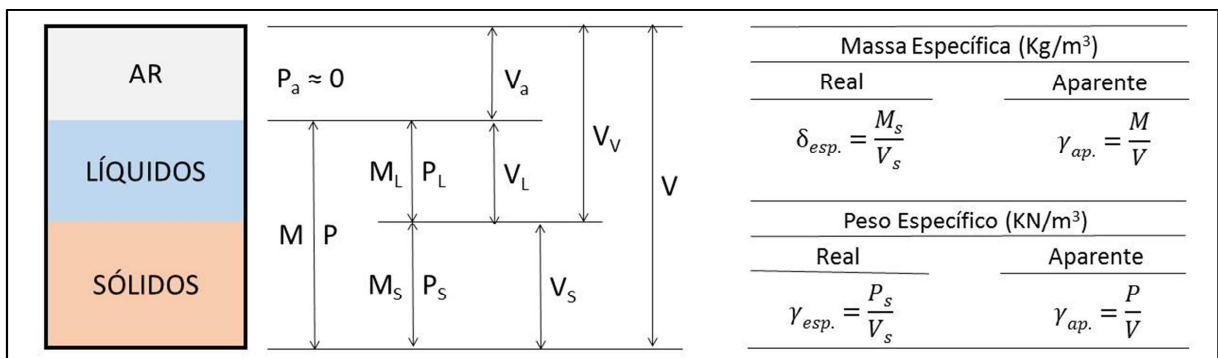 AR
LÍQUIDOS
SÓLIDOS
Pa ≈ 0
Va
VV
V
ML PL
VL
M P
MS PS
VS
Massa Específica (Kg/m³)
Real Aparente
δesp. = Ms/Vs γap. = M/V
Peso Específico (KN/m³)
Real Aparente
γesp. = Ps/Vs γap. = P/V